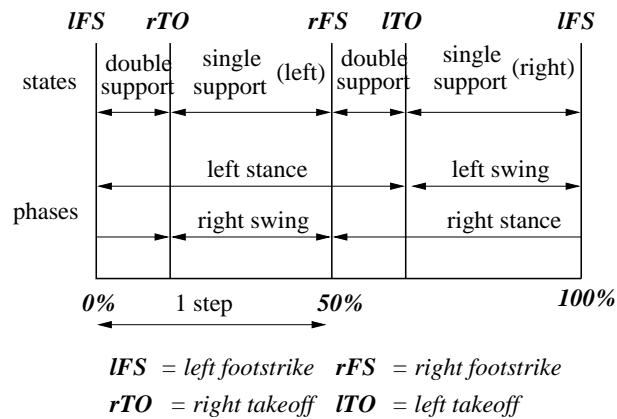 lFS rTO rFS lTO lFS
states
double support
single support (left)
double support
single support (right)
left stance left swing
phases
right swing right stance
0% 1 step 50% 100%
lFS = left footstrike rFS = right footstrike
rTO = right takeoff lTO = left takeoff